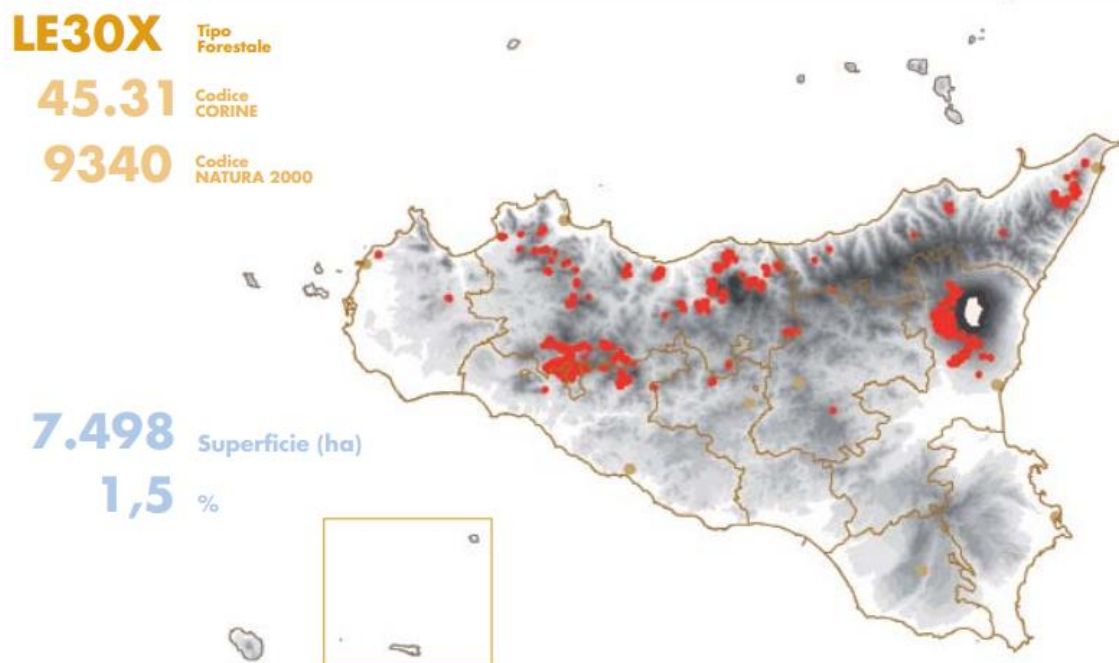 LE30X Tipo
Forestale
45.31 Codice
CORINE
9340 Codice
NATURA 2000
7.498 Superficie (ha)
1,5 %